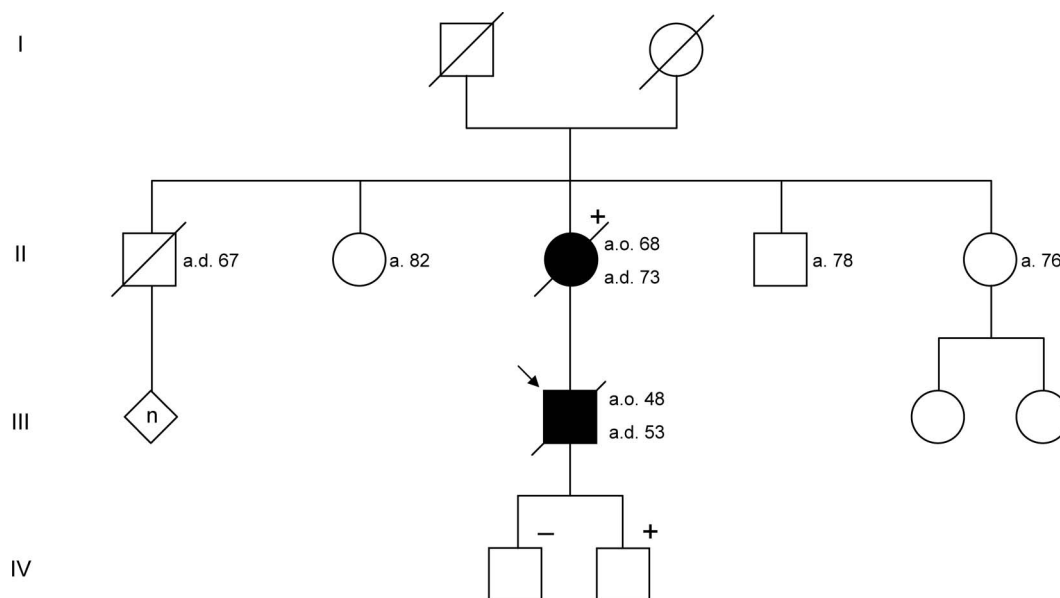 I
II
+
a.d. 67
a. 82
a.o. 68
a.d. 73
a. 78
a. 76
III
n
a.o. 48
a.d. 53
IV
–
+